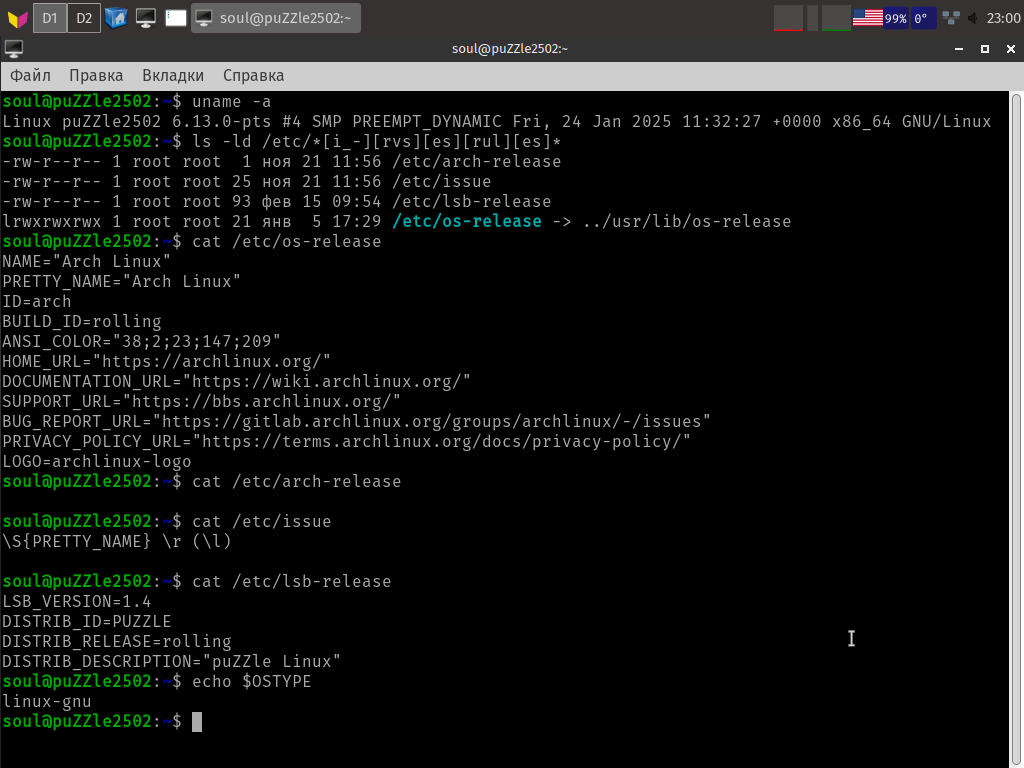 D1 D2 soul@puZZle2502:~ 99% 0° 23:00
soul@puZZle2502:~
Файл Правка Вкладки Справка
soul@puZZle2502:~$ uname -a
Linux puZZle2502 6.13.0-pts #4 SMP PREEMPT_DYNAMIC Fri, 24 Jan 2025 11:32:27 +0000 x86_64 GNU/Linux
soul@puZZle2502:~$ ls -ld /etc/*[i_-][rvs][es][rul][es]*
-rw-r--r-- 1 root root  1 ноя 21 11:56 /etc/arch-release
-rw-r--r-- 1 root root 25 ноя 21 11:56 /etc/issue
-rw-r--r-- 1 root root 93 фев 15 09:54 /etc/lsb-release
lrwxrwxrwx 1 root root 21 янв  5 17:29 /etc/os-release -> ../usr/lib/os-release
soul@puZZle2502:~$ cat /etc/os-release
NAME="Arch Linux"
PRETTY_NAME="Arch Linux"
ID=arch
BUILD_ID=rolling
ANSI_COLOR="38;2;23;147;209"
HOME_URL="https://archlinux.org/"
DOCUMENTATION_URL="https://wiki.archlinux.org/"
SUPPORT_URL="https://bbs.archlinux.org/"
BUG_REPORT_URL="https://gitlab.archlinux.org/groups/archlinux/-/issues"
PRIVACY_POLICY_URL="https://terms.archlinux.org/docs/privacy-policy/"
LOGO=archlinux-logo
soul@puZZle2502:~$ cat /etc/arch-release
soul@puZZle2502:~$ cat /etc/issue
\S{PRETTY_NAME} \r (\l)
soul@puZZle2502:~$ cat /etc/lsb-release
LSB_VERSION=1.4
DISTRIB_ID=PUZZLE
DISTRIB_RELEASE=rolling
DISTRIB_DESCRIPTION="puZZle Linux"
soul@puZZle2502:~$ echo $OSTYPE
linux-gnu
soul@puZZle2502:~$